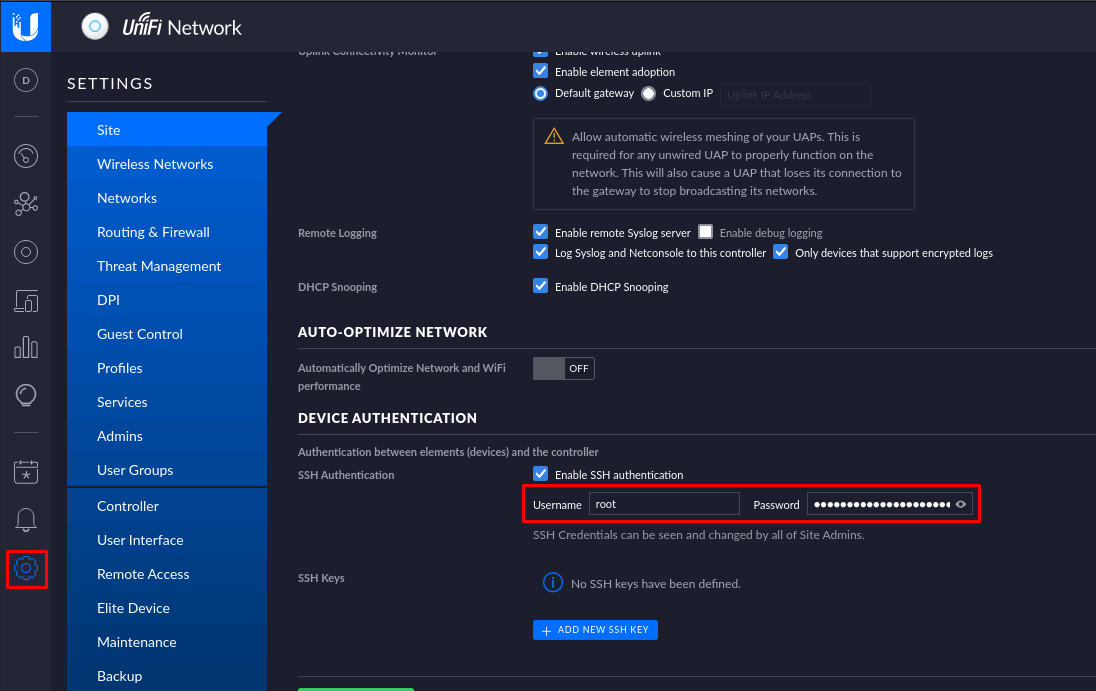 UniFi Network
Uplink Connectivity Monitor
Enable wireless uplink
SETTINGS
Enable element adoption
Default gateway Custom IP Uplink IP Address
Allow automatic wireless meshing of your UAPs. This is
required for any unwired UAP to properly function on the
network. This will also cause a UAP that loses its connection to
the gateway to stop broadcasting its networks.
Remote Logging
Enable remote Syslog server Enable debug logging
Log Syslog and Netconsole to this controller Only devices that support encrypted logs
DHCP Snooping
Enable DHCP Snooping
AUTO-OPTIMIZE NETWORK
Automatically Optimize Network and WiFi
performance
OFF
DEVICE AUTHENTICATION
Authentication between elements (devices) and the controller
SSH Authentication
Enable SSH authentication
Username root Password
SSH Credentials can be seen and changed by all of Site Admins.
SSH Keys
No SSH keys have been defined.
+ ADD NEW SSH KEY
D
Site
Wireless Networks
Networks
Routing & Firewall
Threat Management
DPI
Guest Control
Profiles
Services
Admins
User Groups
Controller
User Interface
Remote Access
Elite Device
Maintenance
Backup